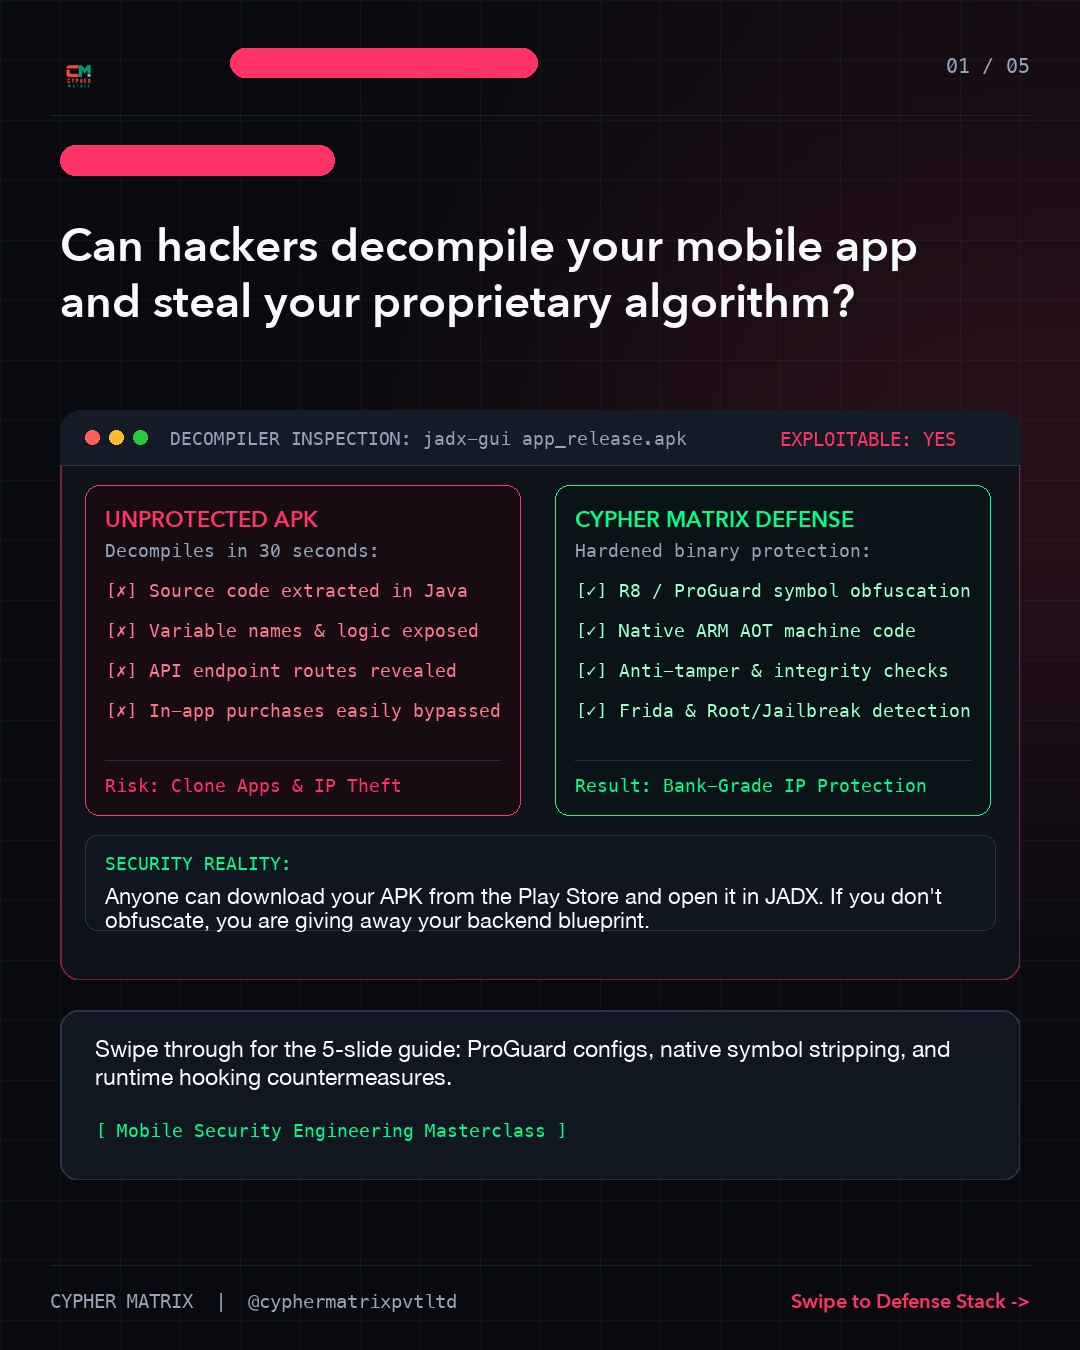 CM
CYPHER
MATRIX
01 / 05
Can hackers decompile your mobile app
and steal your proprietary algorithm?
DECOMPILER INSPECTION: jadx-gui app_release.apk
EXPLOITABLE: YES
UNPROTECTED APK
Decompiles in 30 seconds:
[✗] Source code extracted in Java
[✗] Variable names & logic exposed
[✗] API endpoint routes revealed
[✗] In-app purchases easily bypassed
Risk: Clone Apps & IP Theft
CYPHER MATRIX DEFENSE
Hardened binary protection:
[✓] R8 / ProGuard symbol obfuscation
[✓] Native ARM AOT machine code
[✓] Anti-tamper & integrity checks
[✓] Frida & Root/Jailbreak detection
Result: Bank-Grade IP Protection
SECURITY REALITY:
Anyone can download your APK from the Play Store and open it in JADX. If you don't
obfuscate, you are giving away your backend blueprint.
Swipe through for the 5-slide guide: ProGuard configs, native symbol stripping, and
runtime hooking countermeasures.
[ Mobile Security Engineering Masterclass ]
CYPHER MATRIX | @cyphermatrixpvtltd
Swipe to Defense Stack ->